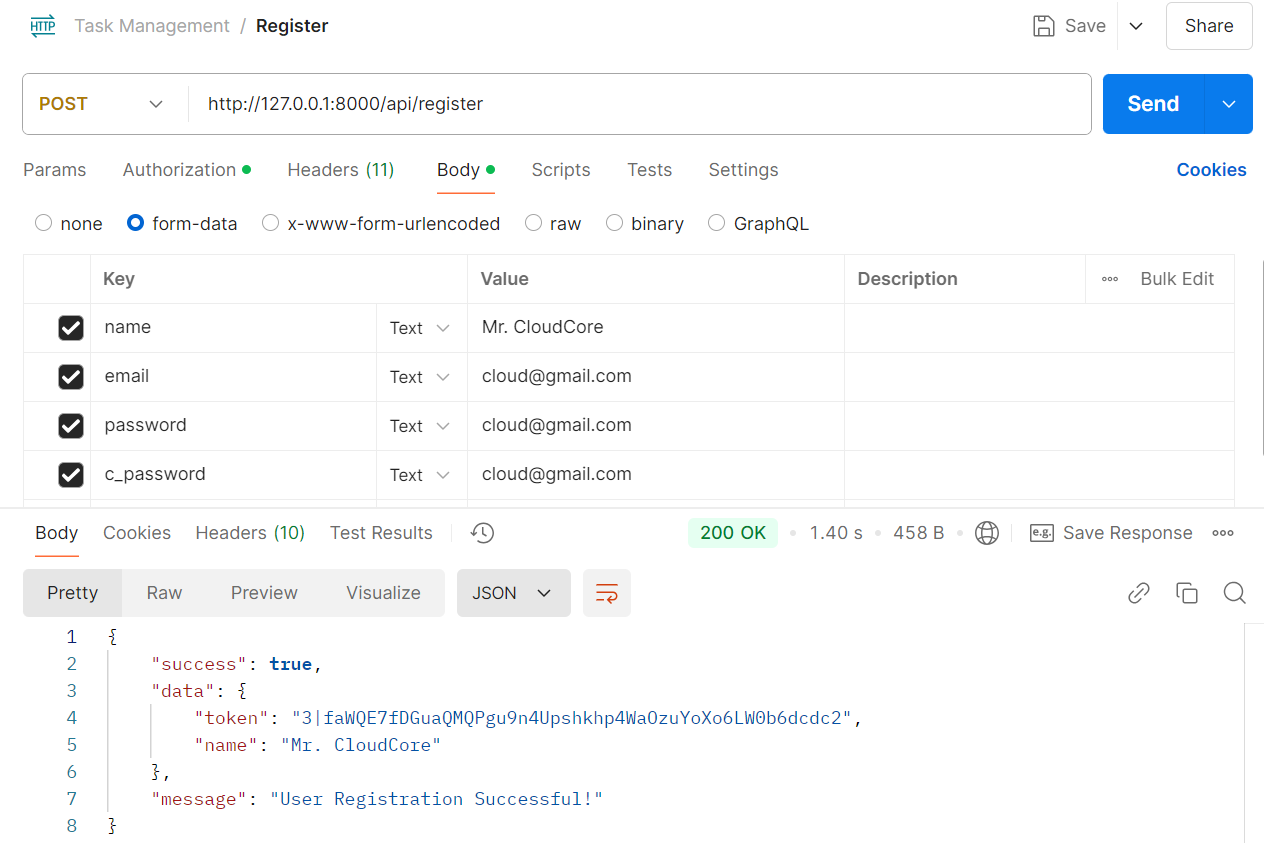 HTTP Task Management / Register Save Share
POST http://127.0.0.1:8000/api/register Send
Params Authorization Headers (11) Body Scripts Tests Settings Cookies
none form-data x-www-form-urlencoded raw binary GraphQL
Key Value Description Bulk Edit
name Text Mr. CloudCore
email Text cloud@gmail.com
password Text cloud@gmail.com
c_password Text cloud@gmail.com
Body Cookies Headers (10) Test Results 200 OK 1.40 s 458 B e.g. Save Response
Pretty Raw Preview Visualize JSON
1 {
2 "success": true,
3 "data": {
4 "token": "3|faWQE7fDGuaQMQPgu9n4Upshkhp4WaOzuYoXo6LW0b6dcdc2",
5 "name": "Mr. CloudCore"
6 },
7 "message": "User Registration Successful!"
8 }